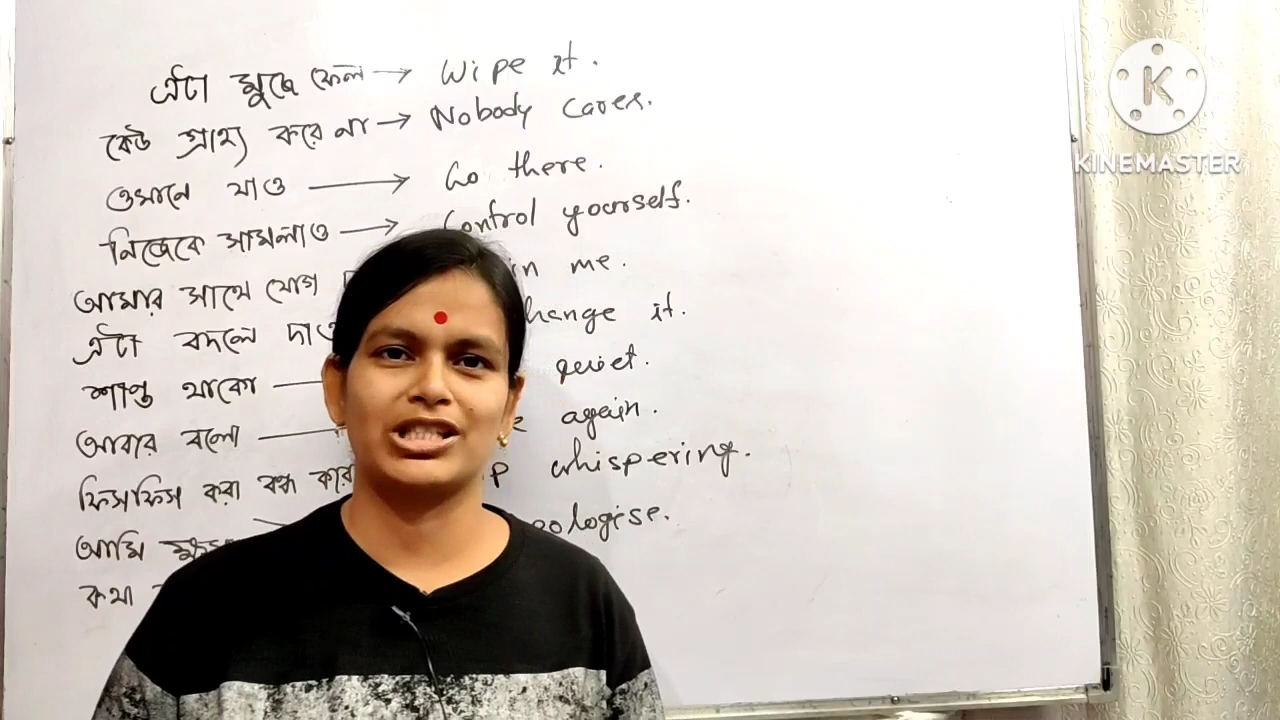 এটা মুছে ফেল → Wipe it.
কেউ গ্রাহ্য করে না → Nobody Cares.
ওখানে যাও → Go there.
নিজেকে সামলাও → Control yourself.
আমার সাথে যোগ in me.
এটা বদলে দাও hange it.
শান্ত থাকো quiet.
আবার বলো again.
ফিসফিস করা বন্ধ করো p whispering.
আমি ologise.
কথা
K
KINEMASTER